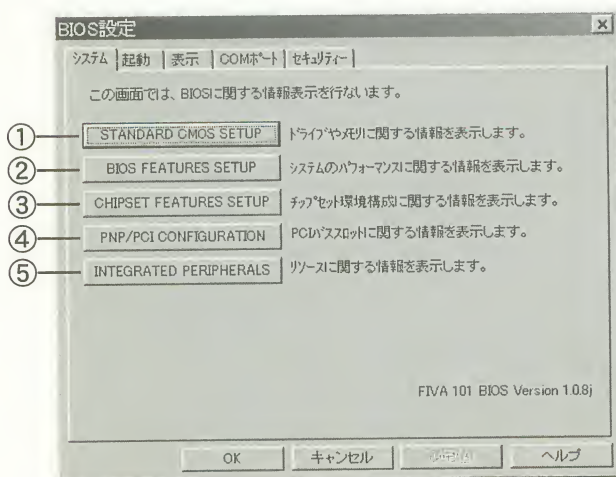 BIOS設定
システム 起動 表示 COMポート セキュリティー
この画面では、BIOSに関する情報表示を行ないます。
① STANDARD CMOS SETUP ドライブやメモリに関する情報を表示します。
② BIOS FEATURES SETUP システムのパフォーマンスに関する情報を表示します。
③ CHIPSET FEATURES SETUP チップセット環境構成に関する情報を表示します。
④ PNP/PCI CONFIGURATION PCIバススロットに関する情報を表示します。
⑤ INTEGRATED PERIPHERALS リソースに関する情報を表示します。
FIVA 101 BIOS Version 1.0.8j
OK キャンセル ヘルプ